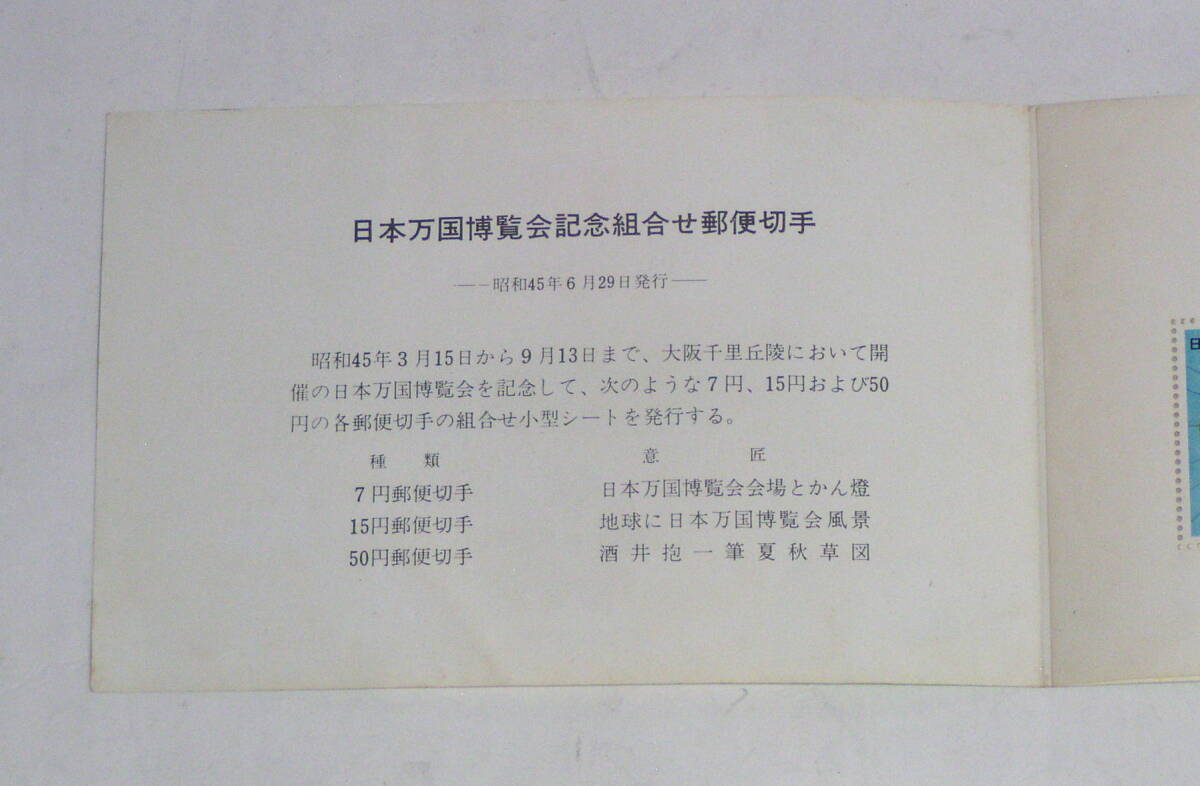 日本万国博覧会記念組合せ郵便切手
——昭和45年6月29日発行——
昭和45年3月15日から9月13日まで、大阪千里丘陵において開
催の日本万国博覧会を記念して、次のような7円、15円および50
円の各郵便切手の組合せ小型シートを発行する。
種類 意匠
7円郵便切手 日本万国博覧会会場とかん燈
15円郵便切手 地球に日本万国博覧会風景
50円郵便切手 酒井抱一筆夏秋草図
日